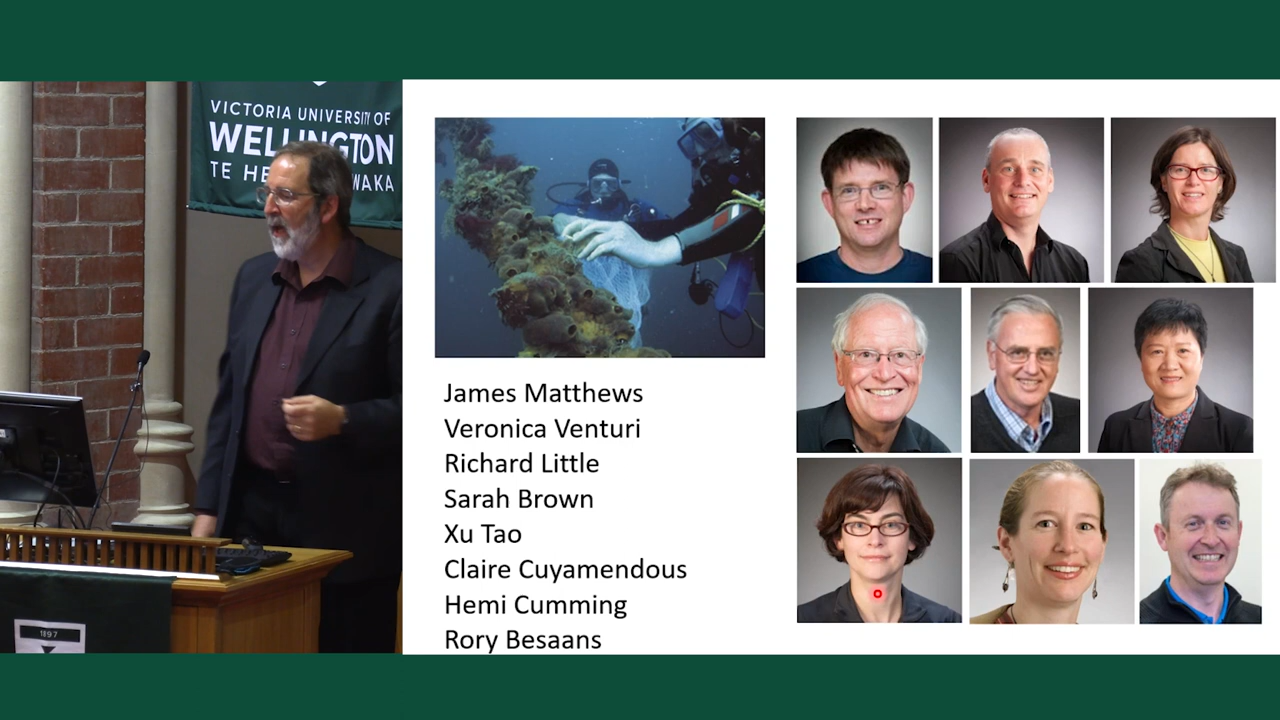 VICTORIA UNIVERSITY OF
WELLINGTON
TE HE WAKA
1897
James Matthews
Veronica Venturi
Richard Little
Sarah Brown
Xu Tao
Claire Cuyamendous
Hemi Cumming
Rory Besaans